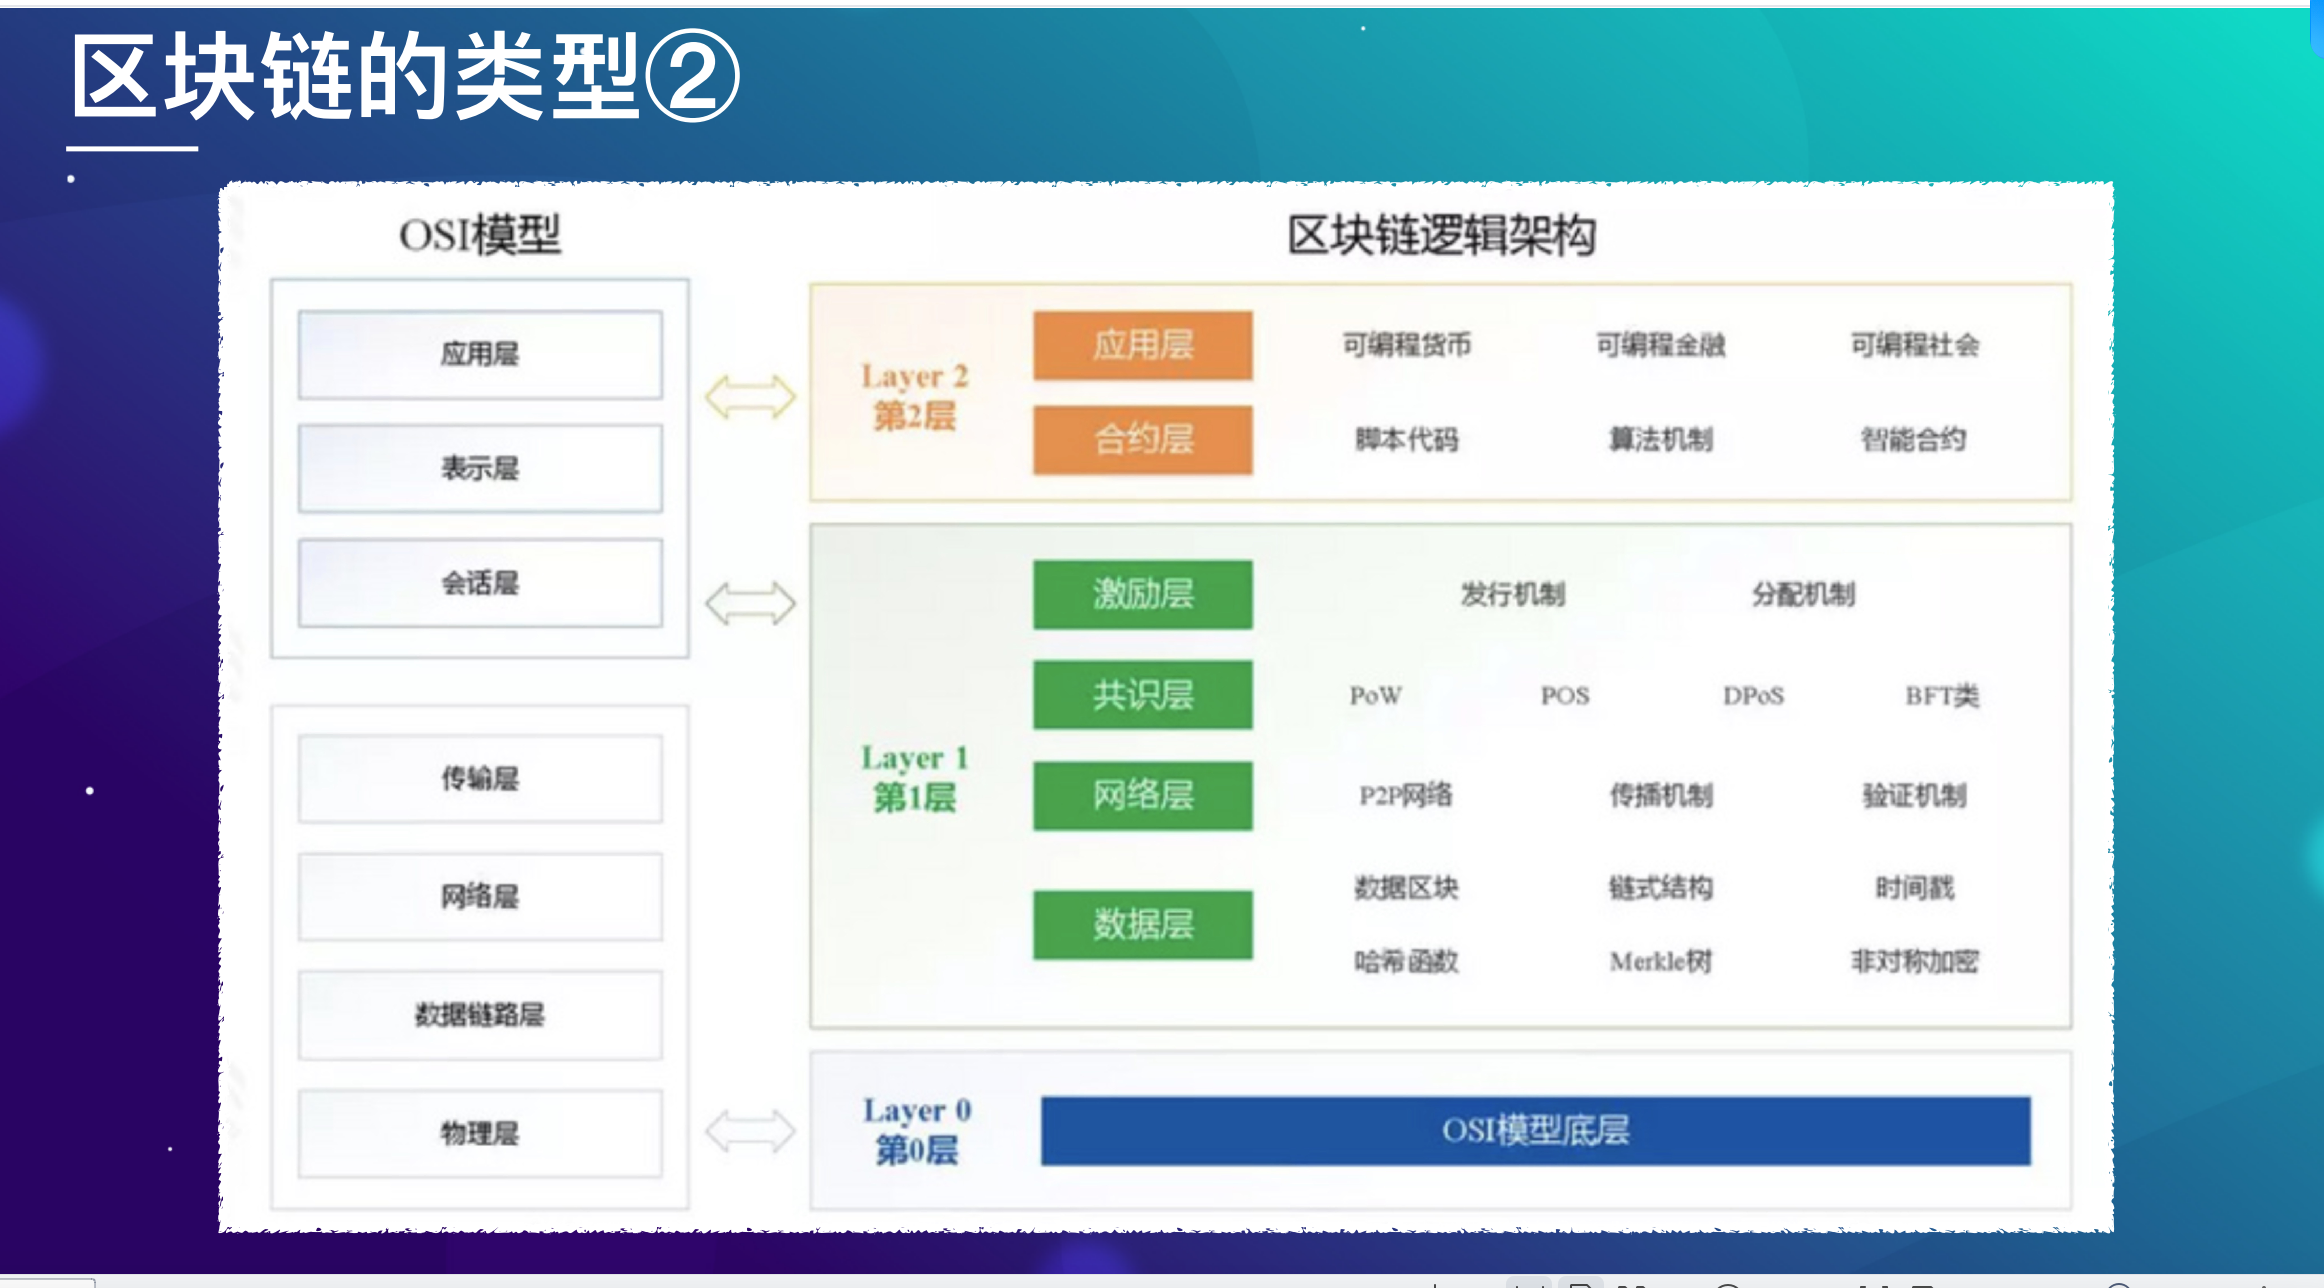 区块链的类型②
OSI模型
应用层
表示层
会话层
传输层
网络层
数据链路层
物理层
区块链逻辑架构
Layer 2
第2层
应用层 可编程货币 可编程金融 可编程社会
合约层 脚本代码 算法机制 智能合约
Layer 1
第1层
激励层 发行机制 分配机制
共识层 PoW POS DPoS BFT类
网络层 P2P网络 传播机制 验证机制
数据层
数据区块 链式结构 时间戳
哈希函数 Merkle树 非对称加密
Layer 0
第0层
OSI模型底层